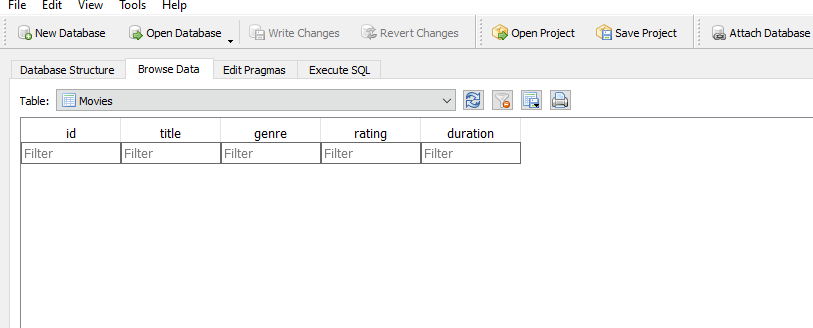 File Edit View Tools Help
New Database Open Database Write Changes Revert Changes Open Project Save Project Attach Database
Database Structure Browse Data Edit Pragmas Execute SQL
Table: Movies
id title genre rating duration
Filter Filter Filter Filter Filter